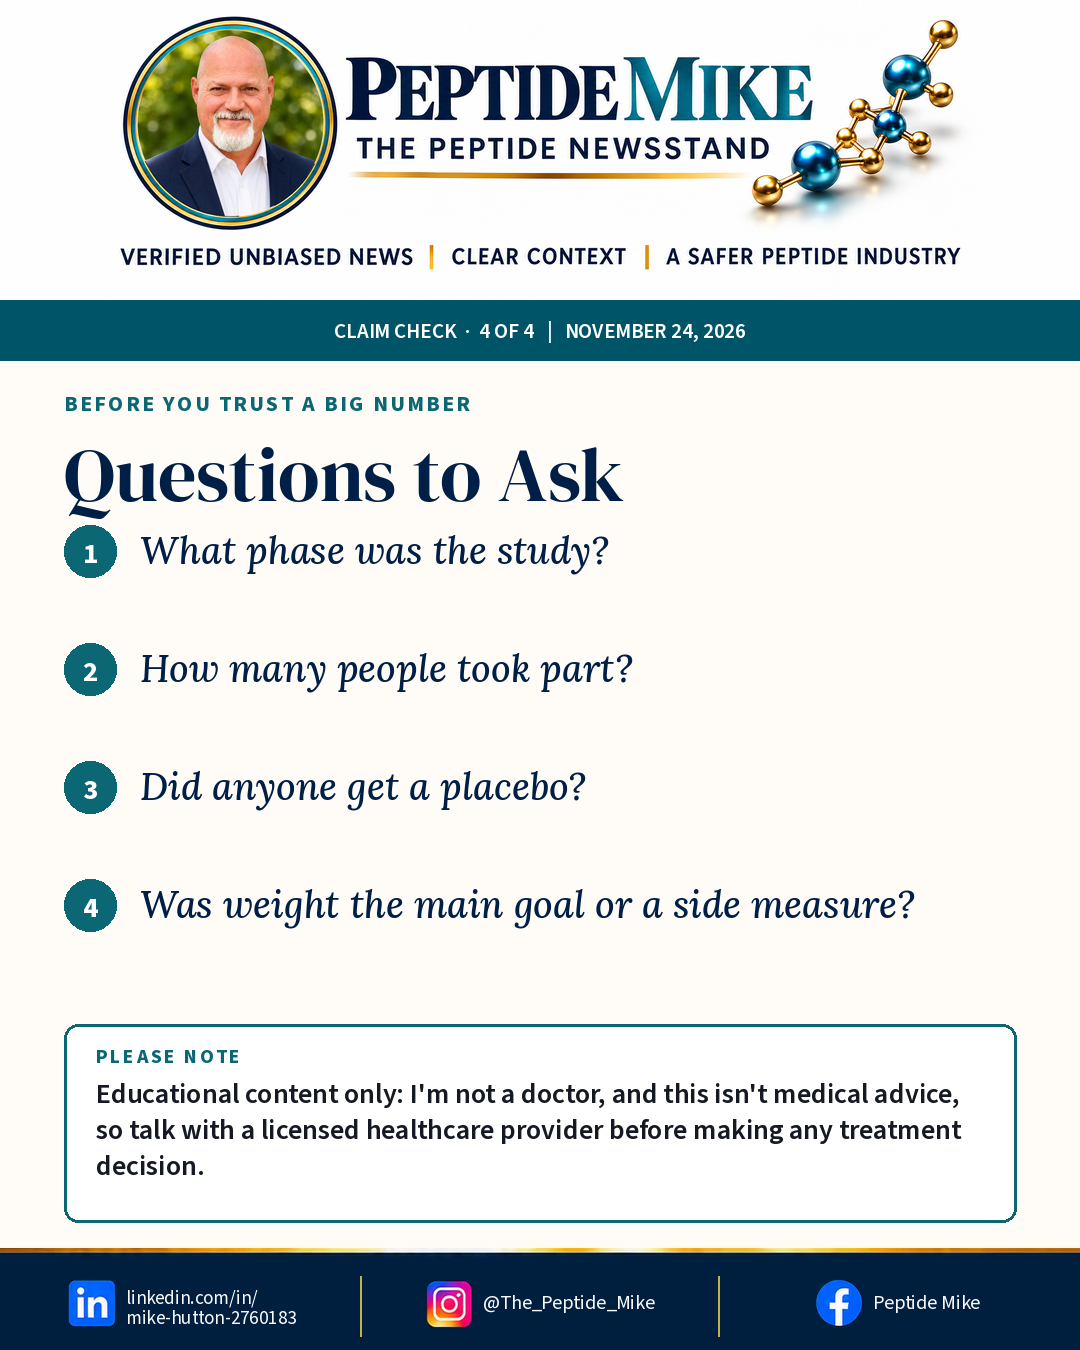 PEPTIDEMIKE
THE PEPTIDE NEWSSTAND
VERIFIED UNBIASED NEWS | CLEAR CONTEXT | A SAFER PEPTIDE INDUSTRY
CLAIM CHECK · 4 OF 4 | NOVEMBER 24, 2026
BEFORE YOU TRUST A BIG NUMBER
Questions to Ask
1 What phase was the study?
2 How many people took part?
3 Did anyone get a placebo?
4 Was weight the main goal or a side measure?
PLEASE NOTE
Educational content only: I'm not a doctor, and this isn't medical advice,
so talk with a licensed healthcare provider before making any treatment
decision.
in linkedin.com/in/
mike-hutton-2760183
@The_Peptide_Mike
f Peptide Mike